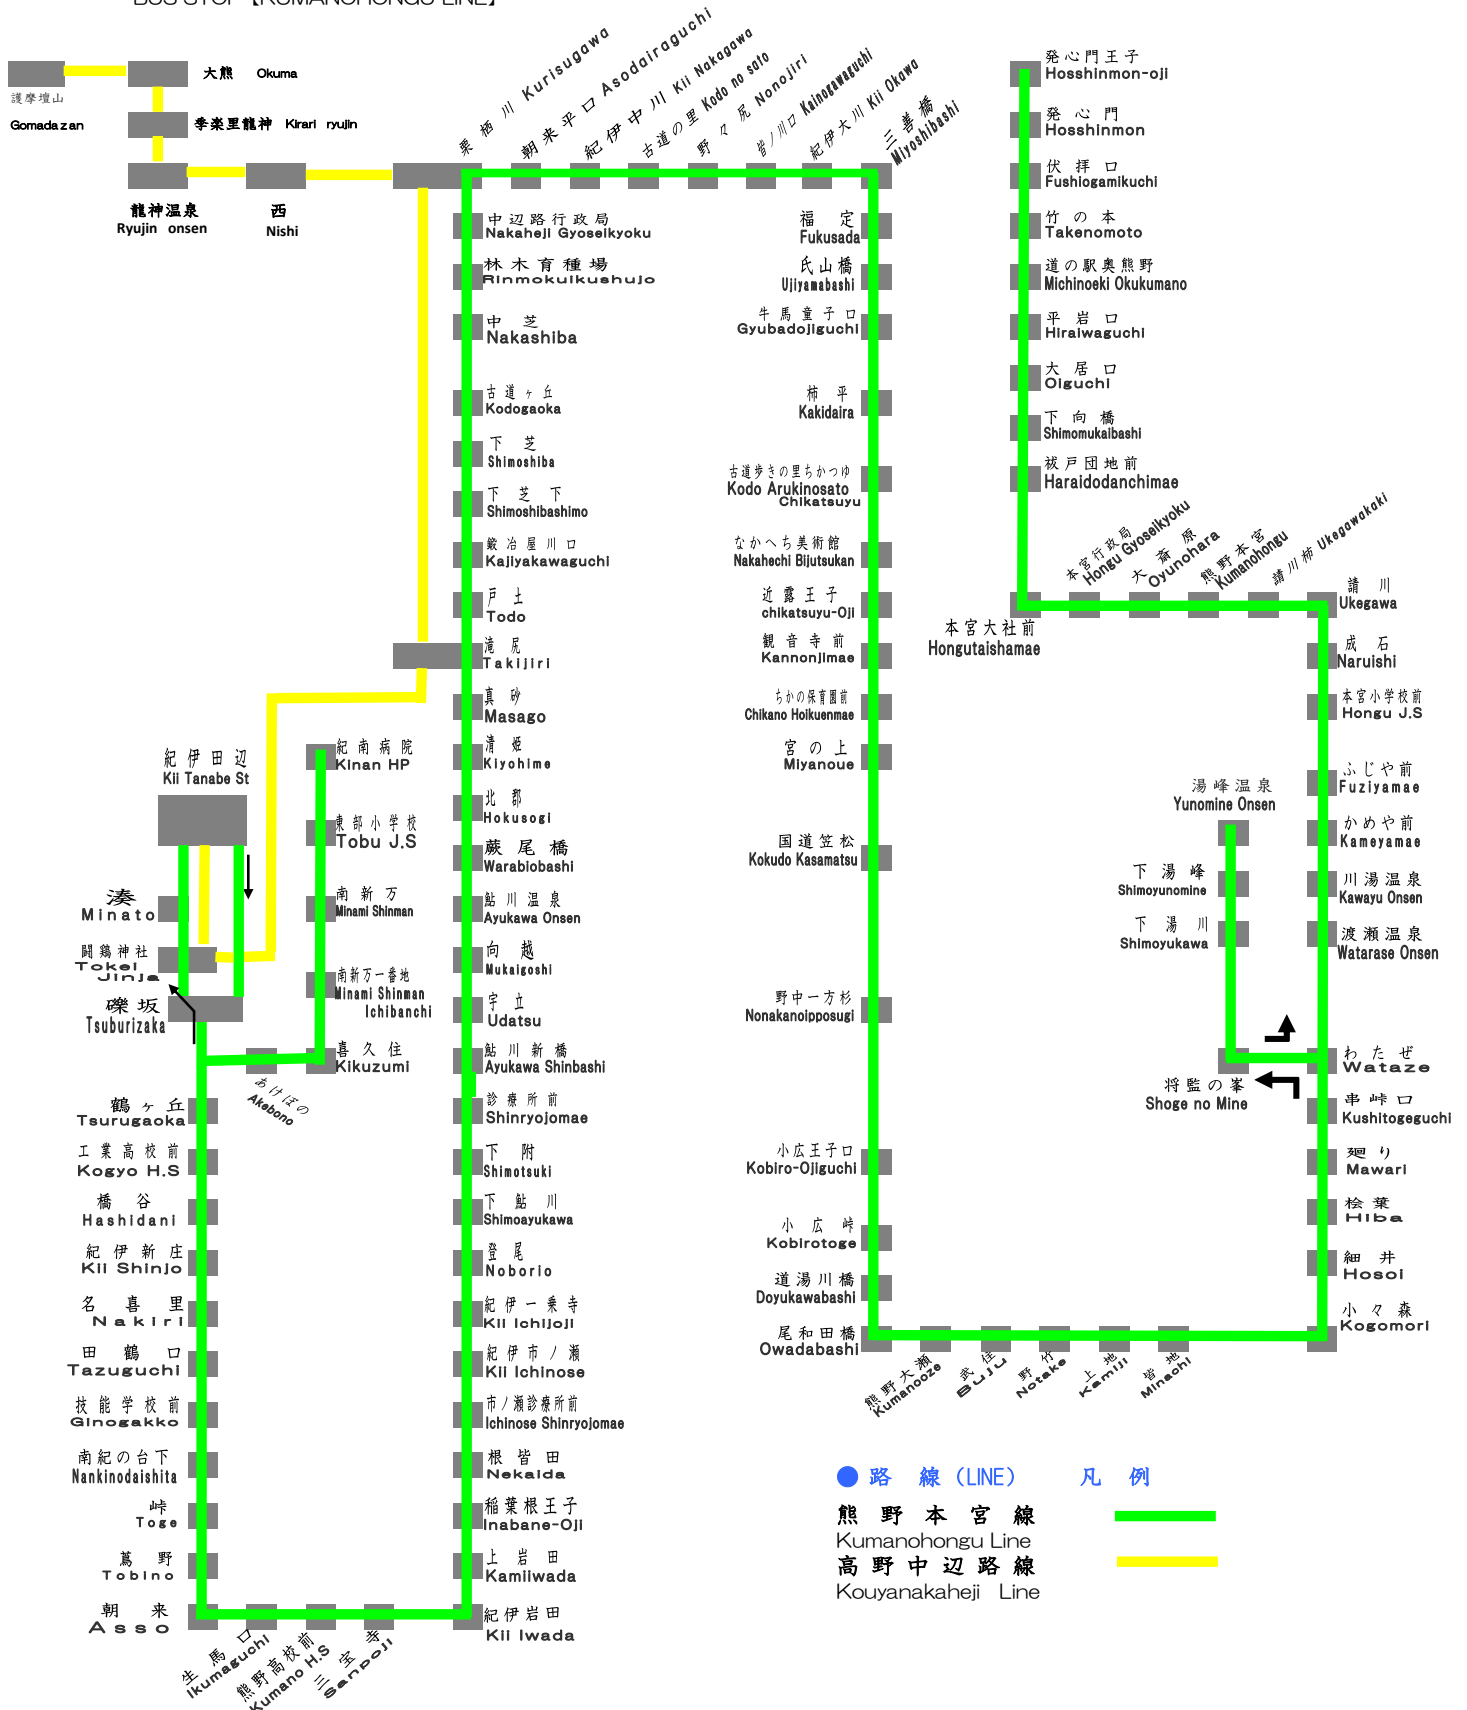 BUS STOP【KUMANOHONGU LINE】
護摩壇山
Gomadazan
大熊 Okuma
季楽里龍神 Kirari ryujin
龍神温泉
Ryujin onsen
西
Nishi
栗栖川 Kurisugawa
朝来平口 Asodairaguchi
紀伊中川 Kii Nakagawa
古道の里 Kodo no sato
野々尻 Nonojiri
皆ノ川口 Kainogawaguchi
紀伊大川 Kii Okawa
三善橋
Miyoshibashi
中辺路行政局
Nakaheji Gyoseikyoku
林木育種場
Rinmokuikushujo
中芝
Nakashiba
古道ヶ丘
Kodogaoka
下芝
Shimoshiba
下芝下
Shimoshibashimo
鍛冶屋川口
Kajiyakawaguchi
戸土
Todo
滝尻
Takijiri
真砂
Masago
清姫
Kiyohime
北郡
Hokusogi
蕨尾橋
Warabiobashi
鮎川温泉
Ayukawa Onsen
向越
Mukaigoshi
宇立
Udatsu
鮎川新橋
Ayukawa Shinbashi
診療所前
Shinryojomae
下附
Shimotsuki
下鮎川
Shimoayukawa
登尾
Noborio
紀伊一乗寺
Kii Ichijoji
紀伊市ノ瀬
Kii Ichinose
市ノ瀬診療所前
Ichinose Shinryojomae
根皆田
Nekaida
稲葉根王子
Inabane-Oji
上岩田
Kamiiwada
紀伊岩田
Kii Iwada
紀伊田辺
Kii Tanabe St
湊
Minato
闘鶏神社
Tokei
Jinja
礫坂
Tsuburizaka
紀南病院
Kinan HP
東部小学校
Tobu J.S
南新万
Minami Shinman
南新万一番地
Minami Shinman
Ichibanchi
喜久住
Kikuzumi
あけぼの
Akebono
鶴ヶ丘
Tsurugaoka
工業高校前
Kogyo H.S
橋谷
Hashidani
紀伊新庄
Kii Shinjo
名喜里
Nakiri
田鶴口
Tazuguchi
技能学校前
Ginogakko
南紀の台下
Nankinodaishita
峠
Toge
蔦野
Tobino
朝来
Asso
生馬口
Ikumaguchi
熊野高校前
Kumano H.S
三宝寺
Sanpoji
福定
Fukusada
氏山橋
Ujiyamabashi
牛馬童子口
Gyubadojiguchi
柿平
Kakidaira
古道歩きの里ちかつゆ
Kodo Arukinosato
Chikatsuyu
なかへち美術館
Nakahechi Bijutsukan
近露王子
chikatsuyu-Oji
観音寺前
Kannonjimae
ちかの保育園前
Chikano Hoikuenmae
宮の上
Miyanoue
国道笠松
Kokudo Kasamatsu
野中一方杉
Nonakanoipposugi
小広王子口
Kobiro-Ojiguchi
小広峠
Kobirotoge
道湯川橋
Doyukawabashi
尾和田橋
Owadabashi
熊野大瀬
Kumanooze
武住
Buju
野竹
Notake
上地
Kamiji
皆地
Minachi
発心門王子
Hosshinmon-oji
発心門
Hosshinmon
伏拝口
Fushiogamikuchi
竹の本
Takenomoto
道の駅奥熊野
Michinoeki Okukumano
平岩口
Hiraiwaguchi
大居口
Oiguchi
下向橋
Shimomukaibashi
祓戸団地前
Haraidodanchimae
本宮大社前
Hongutaishamae
本宮行政局
Hongu Gyoseikyoku
大斎原
Oyunohara
熊野本宮
Kumanohongu
請川柿 Ukegawakaki
請川
Ukegawa
成石
Naruishi
本宮小学校前
Hongu J.S
ふじや前
Fuziyamae
かめや前
Kameyamae
川湯温泉
Kawayu Onsen
渡瀬温泉
Watarase Onsen
湯峰温泉
Yunomine Onsen
下湯峰
Shimoyunomine
下湯川
Shimoyukawa
将監の峯
Shoge no Mine
わたぜ
Wataze
串峠口
Kushitogeguchi
廻り
Mawari
桧葉
Hiba
細井
Hosoi
小々森
Kogomori
●路線(LINE) 凡例
熊野本宮線
Kumanohongu Line
高野中辺路線
Kouyanakaheji Line